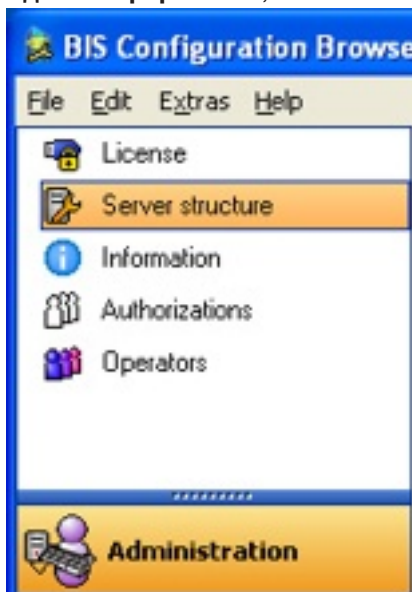 BIS Configuration Browse
File Edit Extras Help
License
Server structure
Information
Authorizations
Operators
Administration